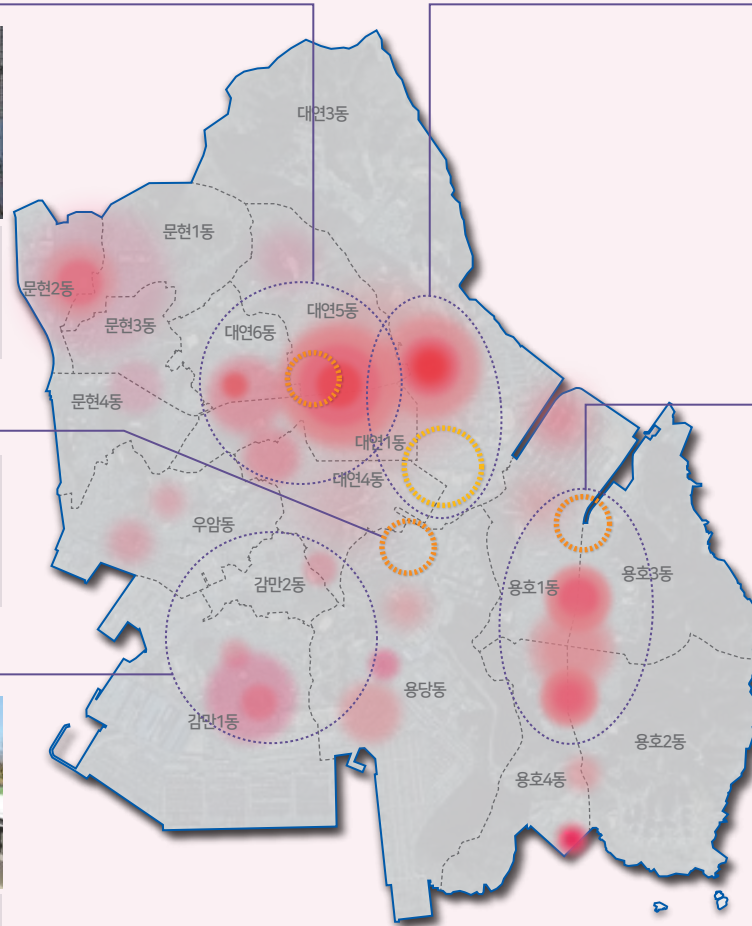 대연3동
문현1동
문현2동
대연5동
문현3동
대연6동
문현4동
대연1동
대연4동
우암동
감만2동
용호3동
용호1동
용당동
감만1동
용호2동
용호4동